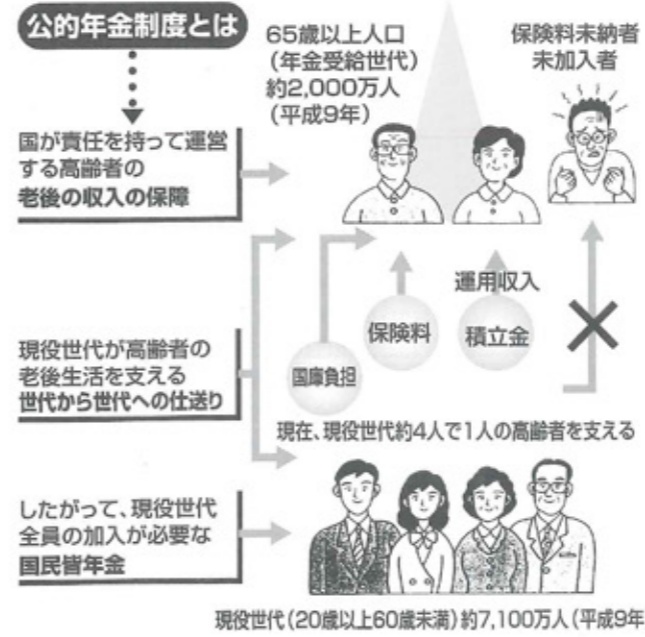 公的年金制度とは
65歳以上人口
(年金受給世代)
約2,000万人
(平成9年)
保険料未納者
未加入者
国が責任を持って運営
する高齢者の
老後の収入の保障
運用収入
保険料
積立金
国庫負担
現役世代が高齢者の
老後生活を支える
世代から世代への仕送り
現在、現役世代約4人で1人の高齢者を支える
したがって、現役世代
全員の加入が必要な
国民皆年金
現役世代(20歳以上60歳未満)約7,100万人(平成9年